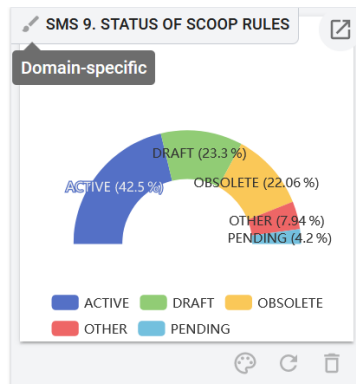 SMS 9. STATUS OF SCOOP RULES
Domain-specific
DRAFT (23.3 %)
ACTIVE (42.5 %)
OBSOLETE (22.06 %)
OTHER (7.94 %)
PENDING (4.2 %)
ACTIVE DRAFT OBSOLETE
OTHER PENDING